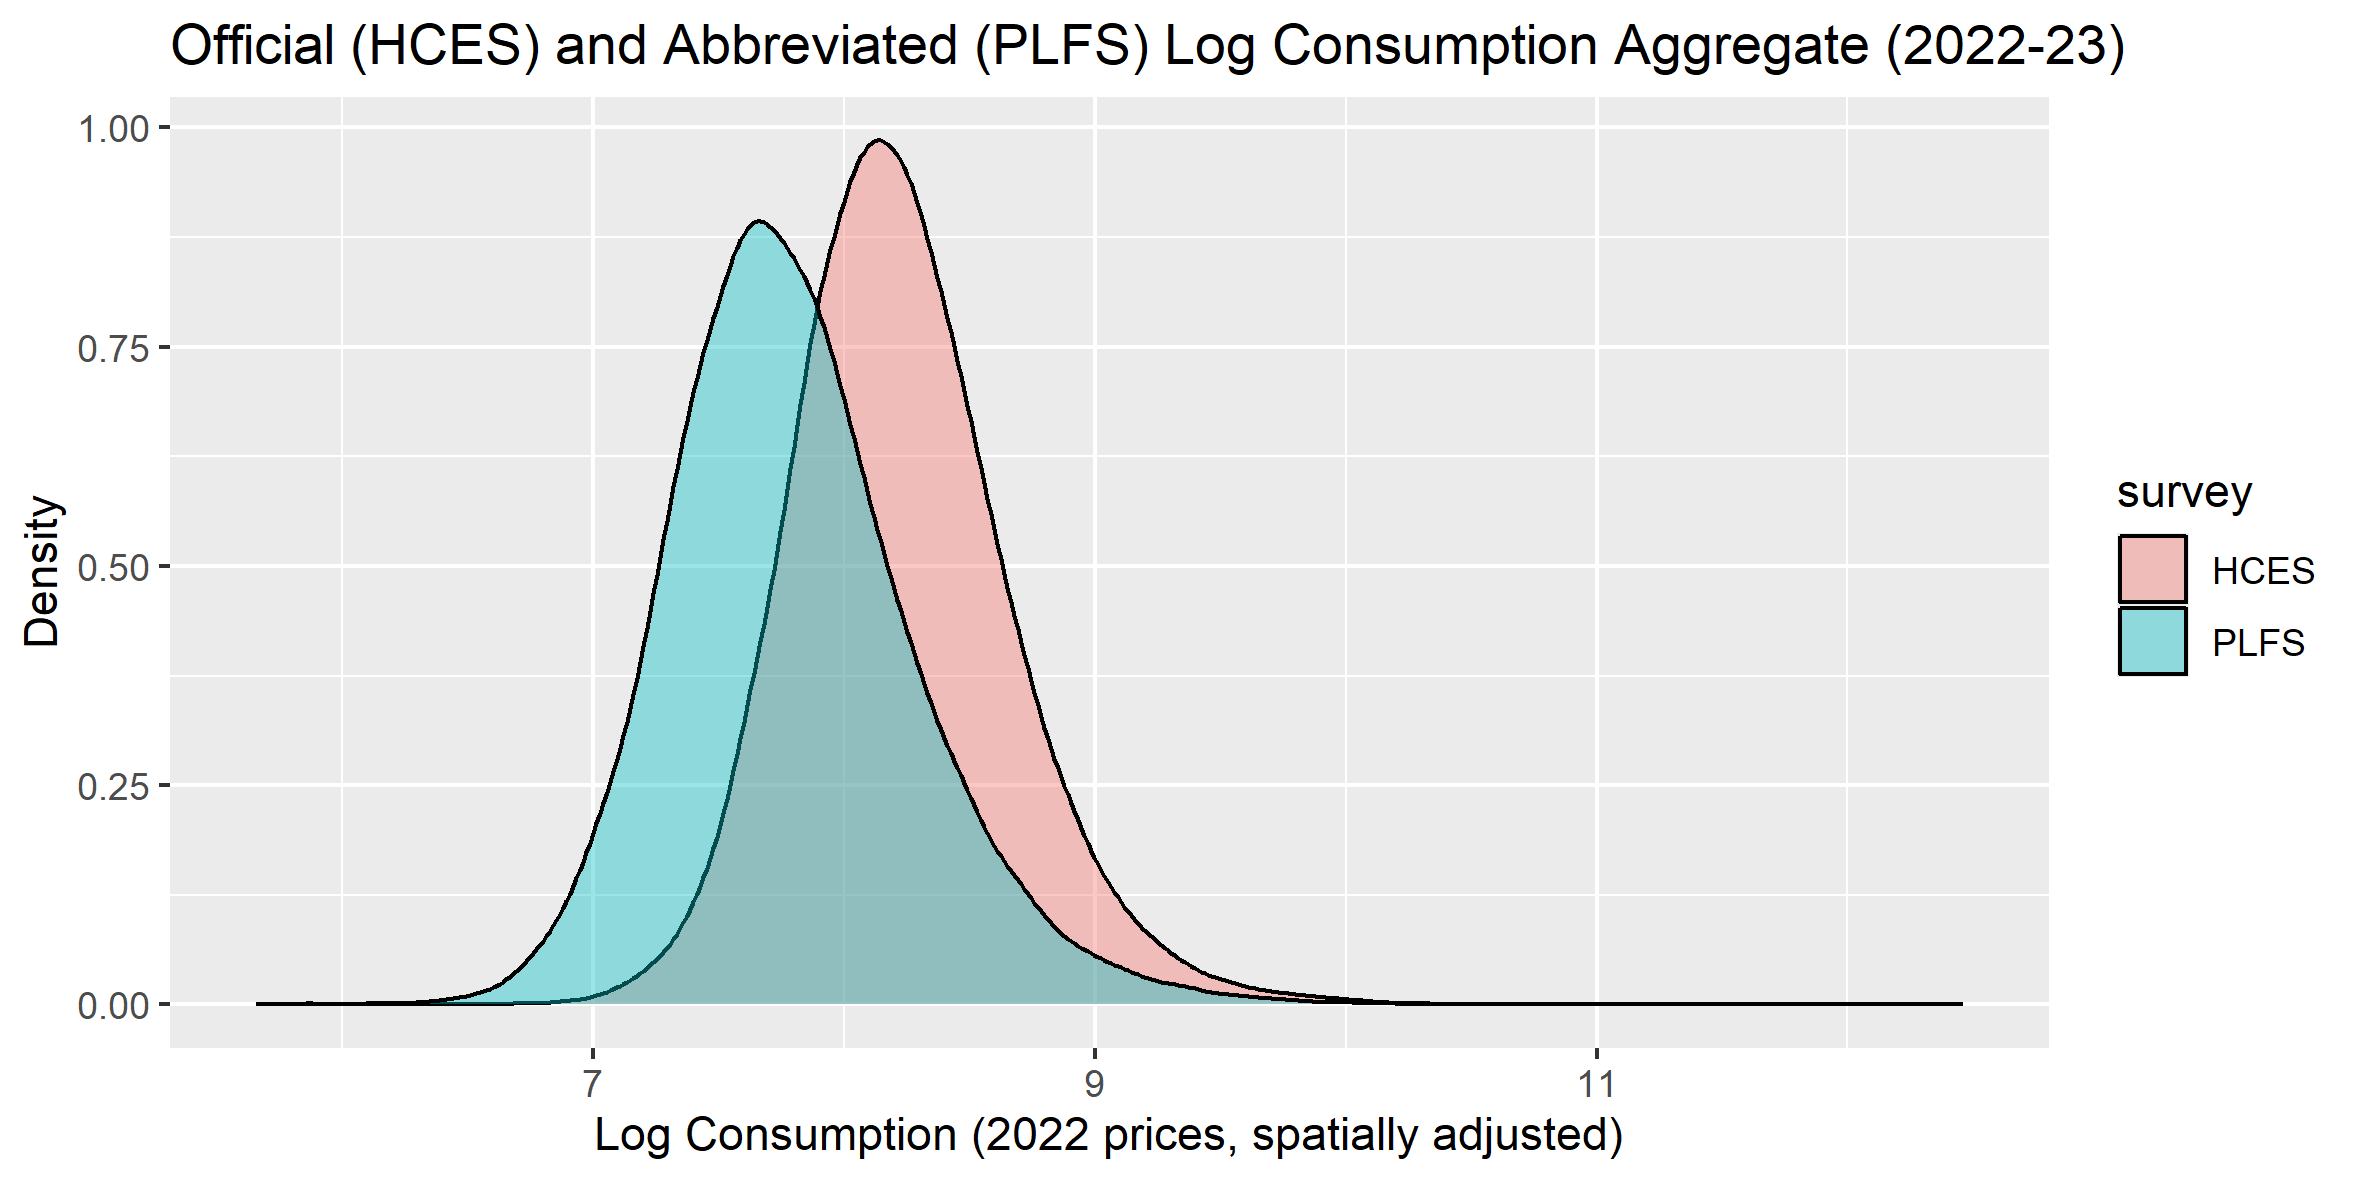 Official (HCES) and Abbreviated (PLFS) Log Consumption Aggregate (2022-23)
1.00
0.75
0.50
0.25
0.00
Density
7 9 11
Log Consumption (2022 prices, spatially adjusted)
survey
HCES
PLFS